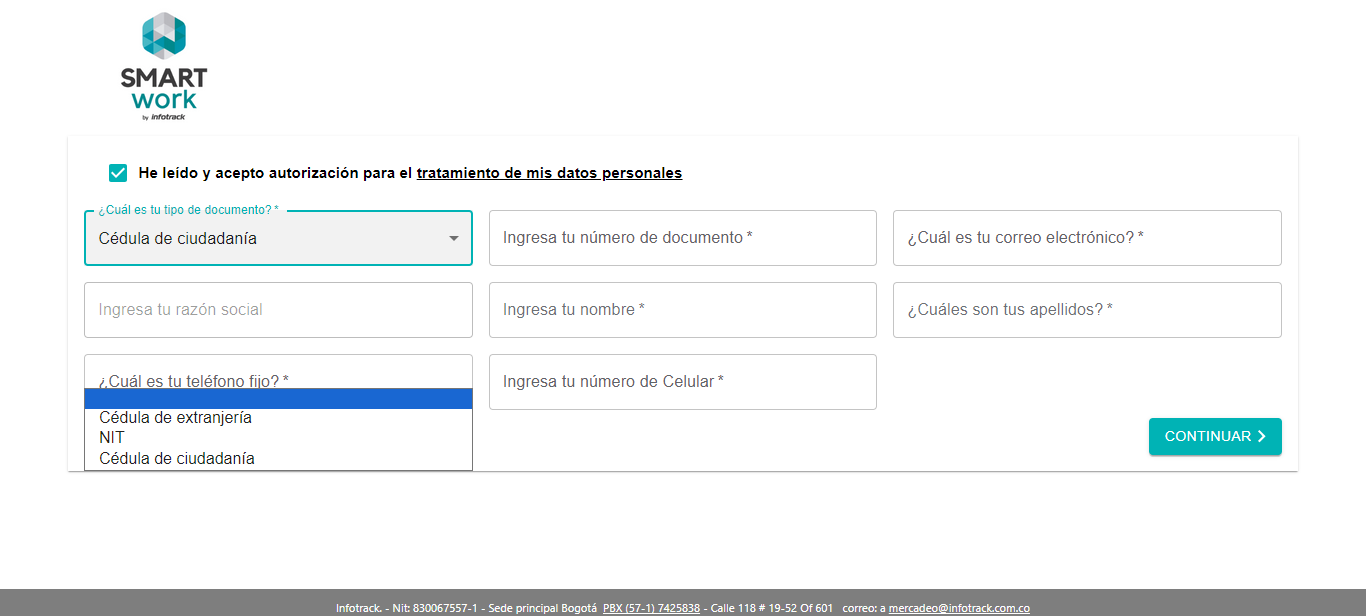 SMART
work
by infotrack
He leído y acepto autorización para el tratamiento de mis datos personales
¿Cuál es tu tipo de documento? *
Cédula de ciudadanía
Ingresa tu número de documento *
¿Cuál es tu correo electrónico? *
Ingresa tu razón social
Ingresa tu nombre *
¿Cuáles son tus apellidos? *
¿Cuál es tu teléfono fijo? *
Ingresa tu número de Celular *
Cédula de extranjería
NIT
Cédula de ciudadanía
CONTINUAR
Infotrack. - Nit: 830067557-1 - Sede principal Bogotá PBX (57-1) 7425838 - Calle 118 # 19-52 Of 601 correo: a mercadeo@infotrack.com.co